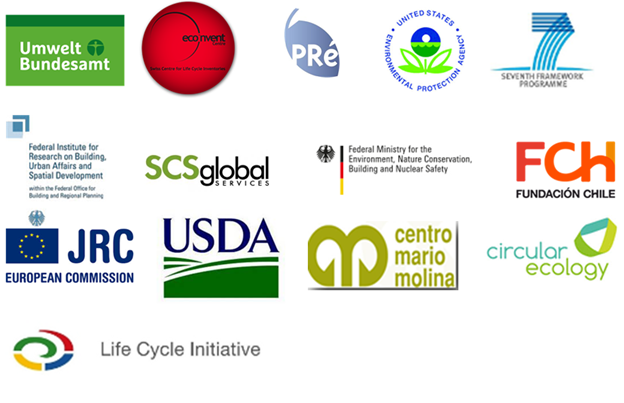 Umwelt
Bundesamt
ecoinvent
PRé
UNITED STATES
ENVIRONMENTAL PROTECTION AGENCY
7
SEVENTH FRAMEWORK
PROGRAMME
Federal Institute for
Research on Building,
Urban Affairs and
Spatial Development
within the Federal Office for
Building and Regional Planning
SCSglobal
SERVICES
Federal Ministry for the
Environment, Nature Conservation,
Building and Nuclear Safety
FCh
FUNDACIÓN CHILE
JRC
EUROPEAN COMMISSION
USDA
centro
mario
molina
circular
ecology
Life Cycle Initiative